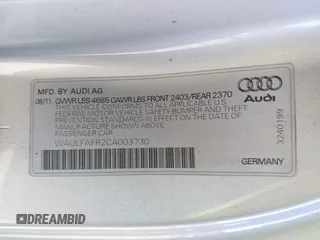 MFD. BY AUDI AG
08/11 GVWR LBS 4685 GAWR LBS FRONT 2403/REAR 2370
THIS VEHICLE CONFORMS TO ALL APPLICABLE U.S.
FEDERAL MOTOR VEHICLE SAFETY BUMPER AND THEFT
PREVENTION STANDARDS IN EFFECT ON THE DATE OF
MANUFACTURE SHOWN ABOVE.
PASSENGER CAR
WAULFAFR2CA003730
Audi
3240199
GERMANY
DREAMBID